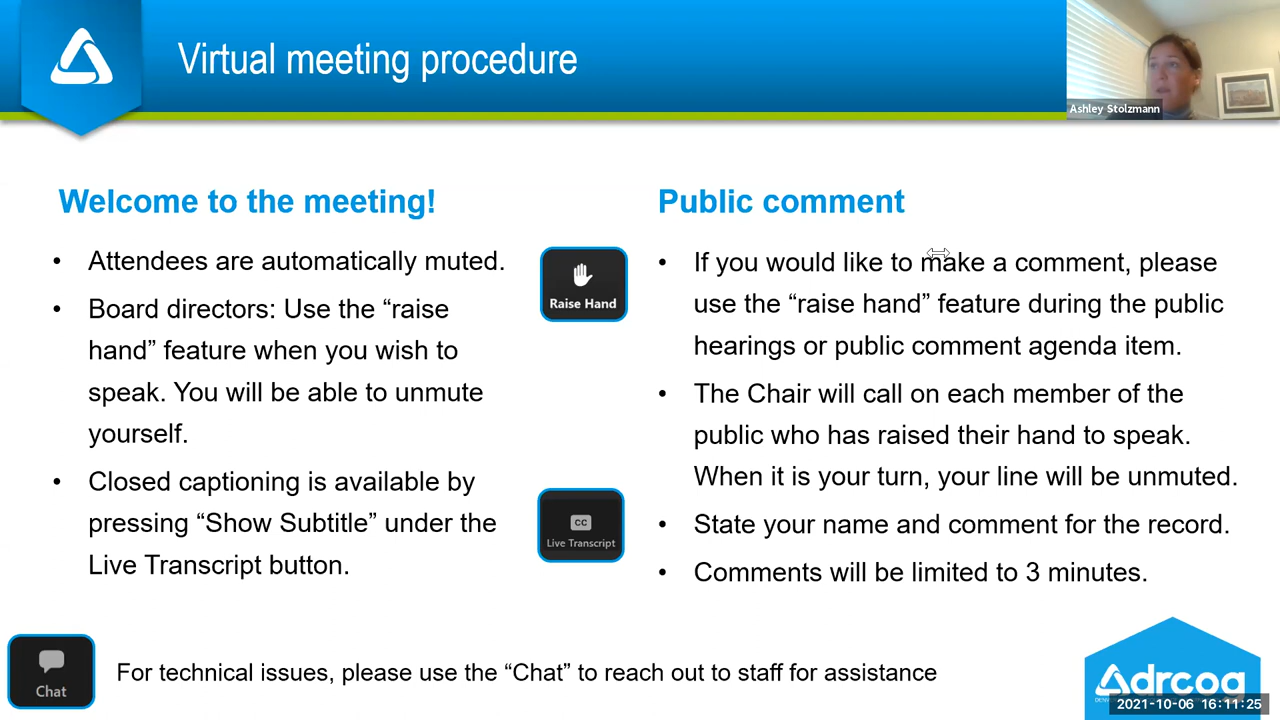 Virtual meeting procedure
Ashley Stolzmann
Welcome to the meeting!
• Attendees are automatically muted.
• Board directors: Use the “raise
hand” feature when you wish to
speak. You will be able to unmute
yourself.
• Closed captioning is available by
pressing “Show Subtitle” under the
Live Transcript button.
Raise Hand
CC
Live Transcript
Public comment
• If you would like to make a comment, please
use the “raise hand” feature during the public
hearings or public comment agenda item.
• The Chair will call on each member of the
public who has raised their hand to speak.
When it is your turn, your line will be unmuted.
• State your name and comment for the record.
• Comments will be limited to 3 minutes.
Chat
For technical issues, please use the “Chat” to reach out to staff for assistance
drcog
2021-10-06 16:11:25